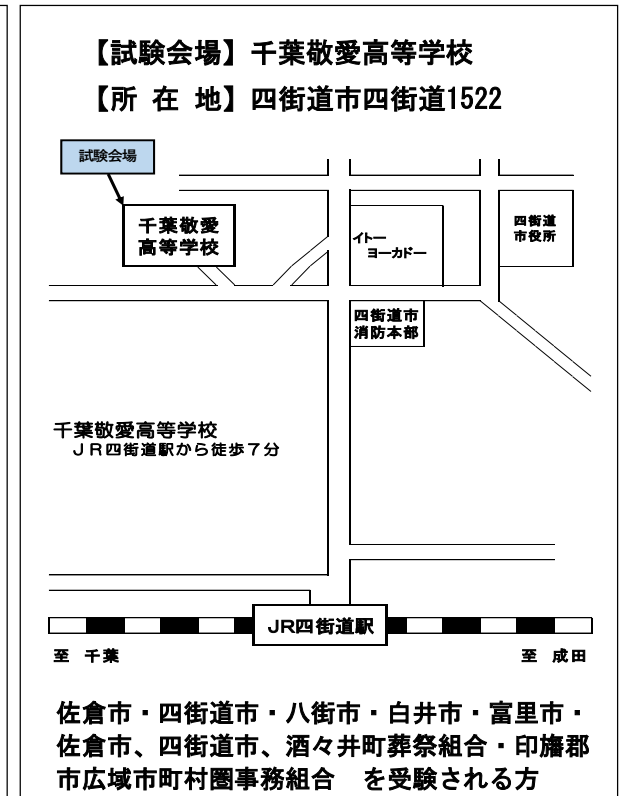 【試験会場】千葉敬愛高等学校
【所 在 地】四街道市四街道1522
試験会場
千葉敬愛
高等学校
イトー
ヨーカドー
四街道
市役所
四街道市
消防本部
千葉敬愛高等学校
ＪＲ四街道駅から徒歩７分
JR四街道駅
至 千葉
至 成田
佐倉市・四街道市・八街市・白井市・富里市・
佐倉市、四街道市、酒々井町葬祭組合・印旛郡
市広域市町村圏事務組合　を受験される方